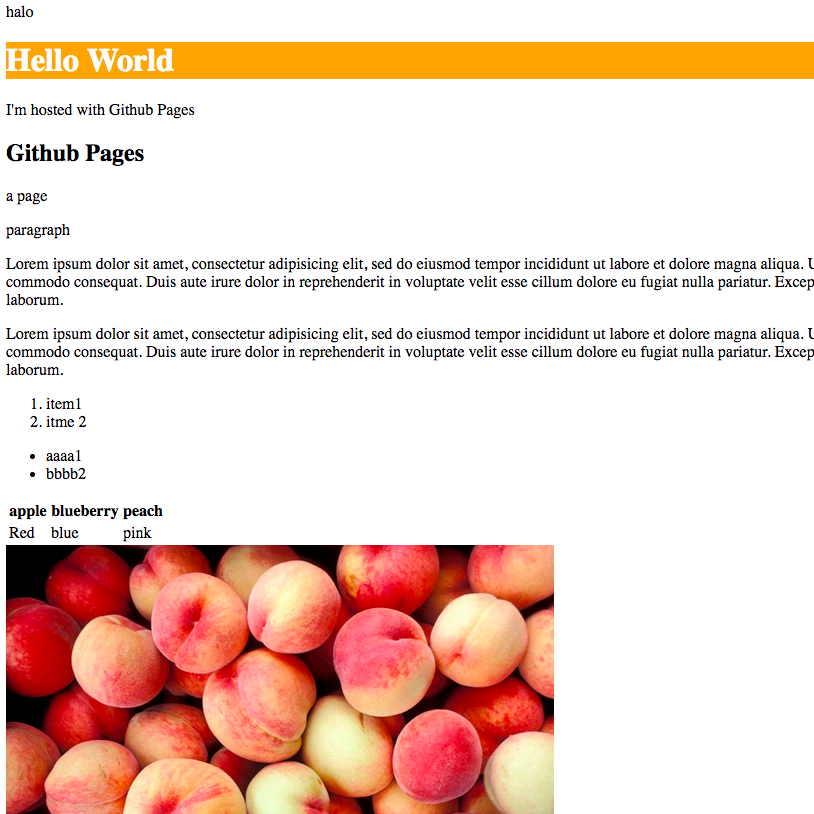 halo
Hello World
I'm hosted with Github Pages
Github Pages
a page
paragraph
Lorem ipsum dolor sit amet, consectetur adipisicing elit, sed do eiusmod tempor incididunt ut labore et dolore magna aliqua.
commodo consequat. Duis aute irure dolor in reprehenderit in voluptate velit esse cillum dolore eu fugiat nulla pariatur. Excep
laborum.
Lorem ipsum dolor sit amet, consectetur adipisicing elit, sed do eiusmod tempor incididunt ut labore et dolore magna aliqua.
commodo consequat. Duis aute irure dolor in reprehenderit in voluptate velit esse cillum dolore eu fugiat nulla pariatur. Excep
laborum.
1. item1
2. itme 2
• aaaa1
• bbbb2
apple blueberry peach
Red blue pink